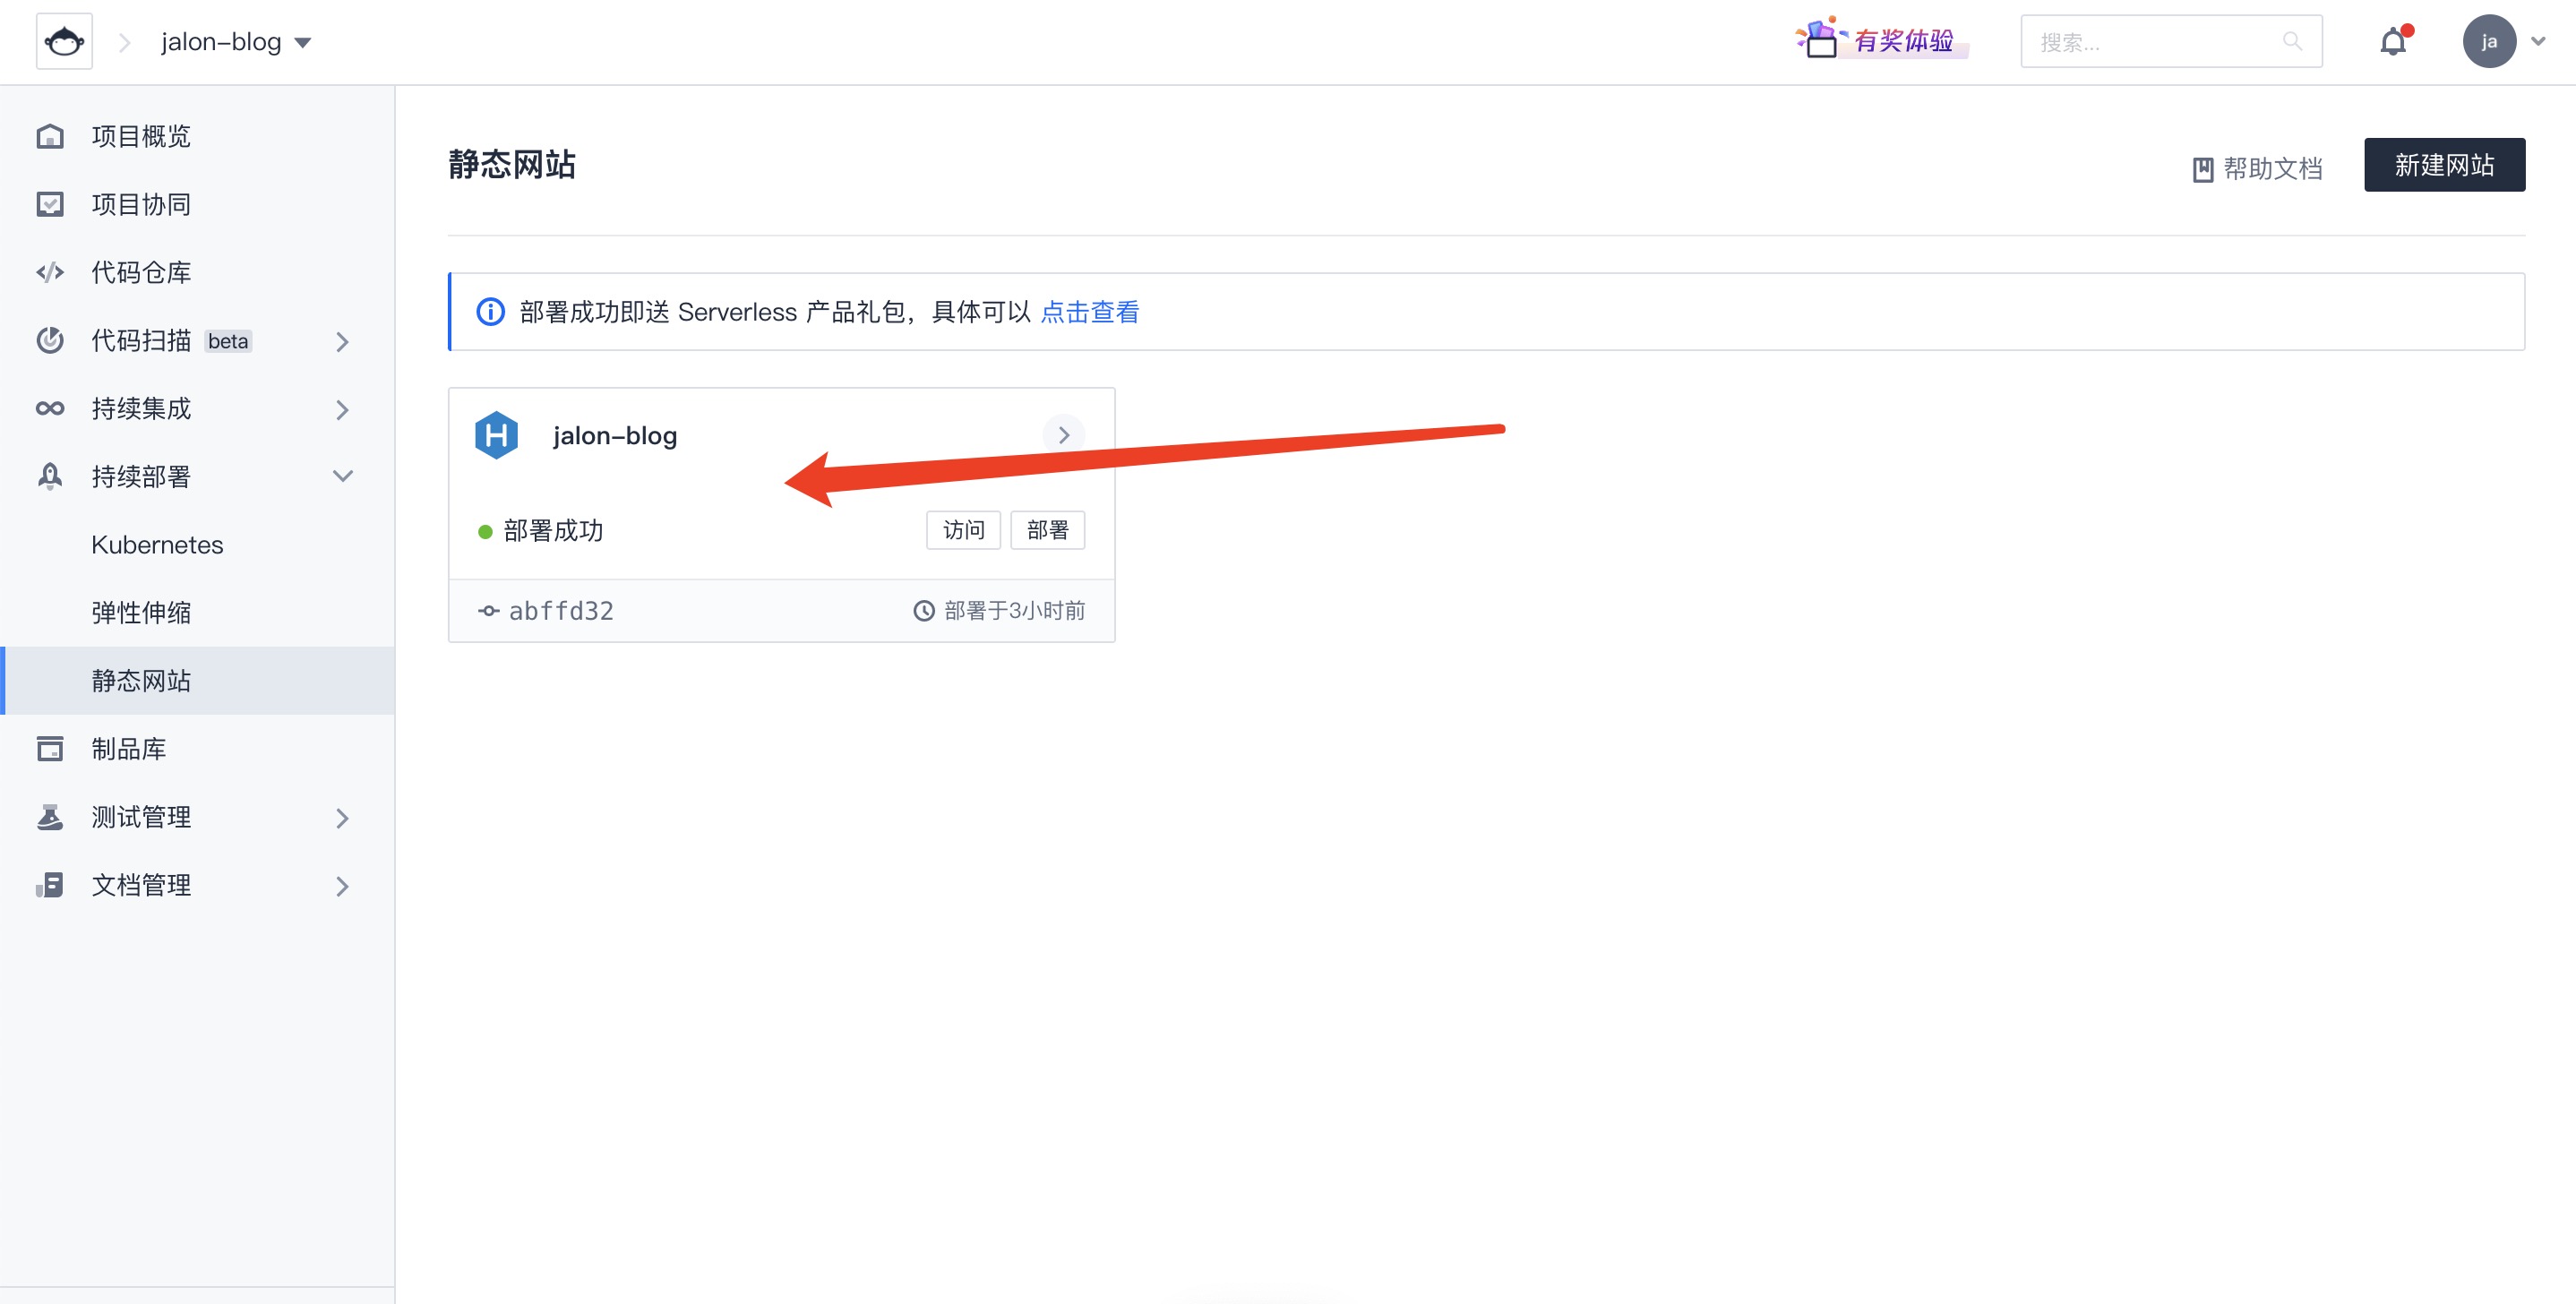 jalon-blog
有奖体验
搜索...
ja
项目概览
项目协同
代码仓库
代码扫描 beta
持续集成
持续部署
Kubernetes
弹性伸缩
静态网站
制品库
测试管理
文档管理
静态网站
帮助文档
新建网站
部署成功即送 Serverless 产品礼包，具体可以 点击查看
H jalon-blog
部署成功 访问 部署
abffd32 部署于3小时前